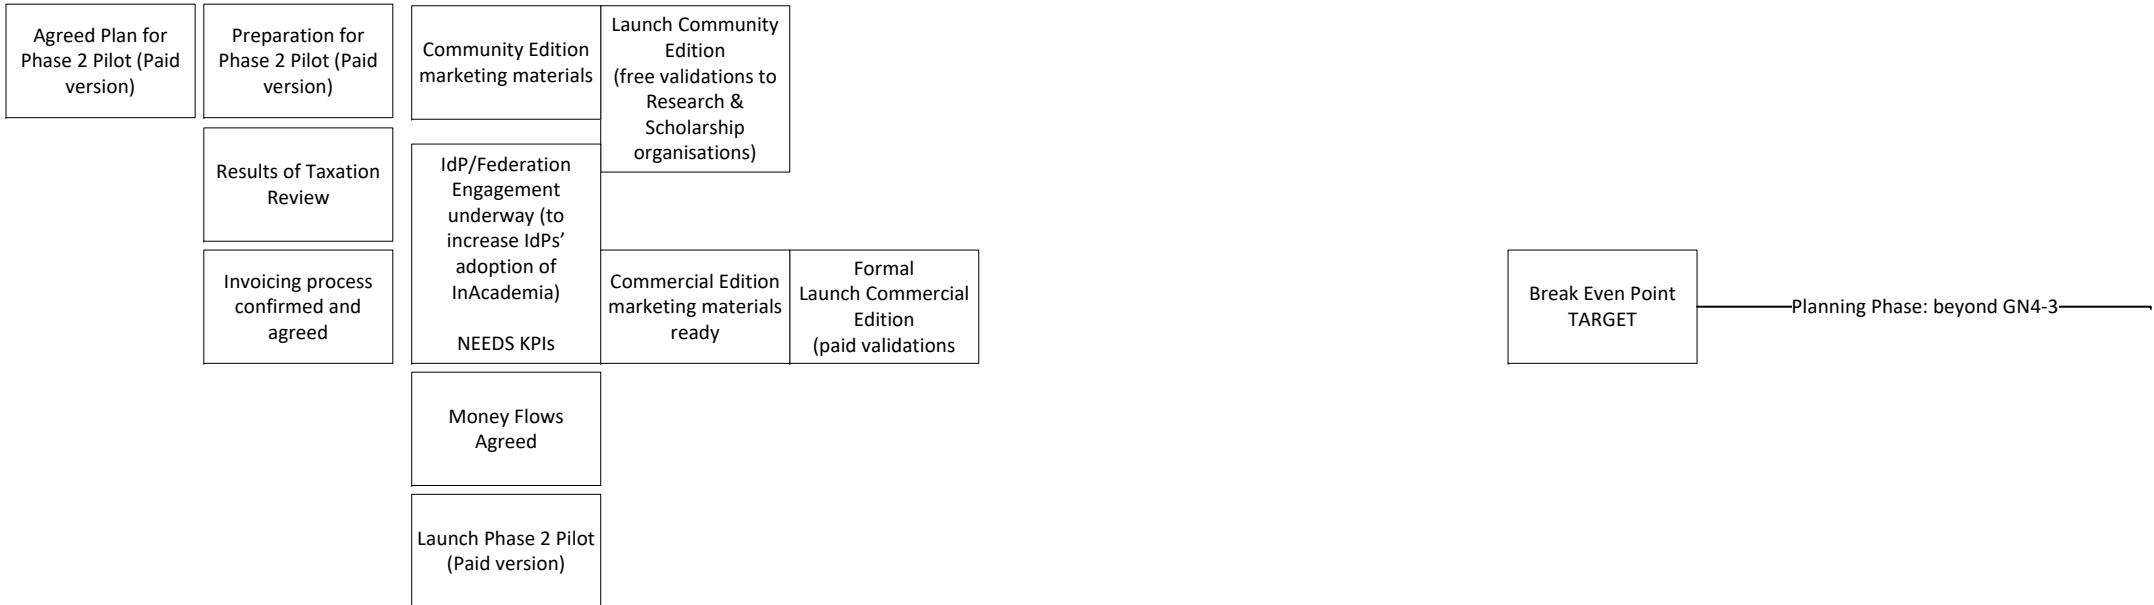 Agreed Plan for
Phase 2 Pilot (Paid
version)
Preparation for
Phase 2 Pilot (Paid
version)
Community Edition
marketing materials
Launch Community
Edition
(free validations to
Research &
Scholarship
organisations)
Results of Taxation
Review
IdP/Federation
Engagement
underway (to
increase IdPs’
adoption of
InAcademia)
NEEDS KPIs
Invoicing process
confirmed and
agreed
Commercial Edition
marketing materials
ready
Formal
Launch Commercial
Edition
(paid validations
Break Even Point
TARGET
Planning Phase: beyond GN4-3
Money Flows
Agreed
Launch Phase 2 Pilot
(Paid version)